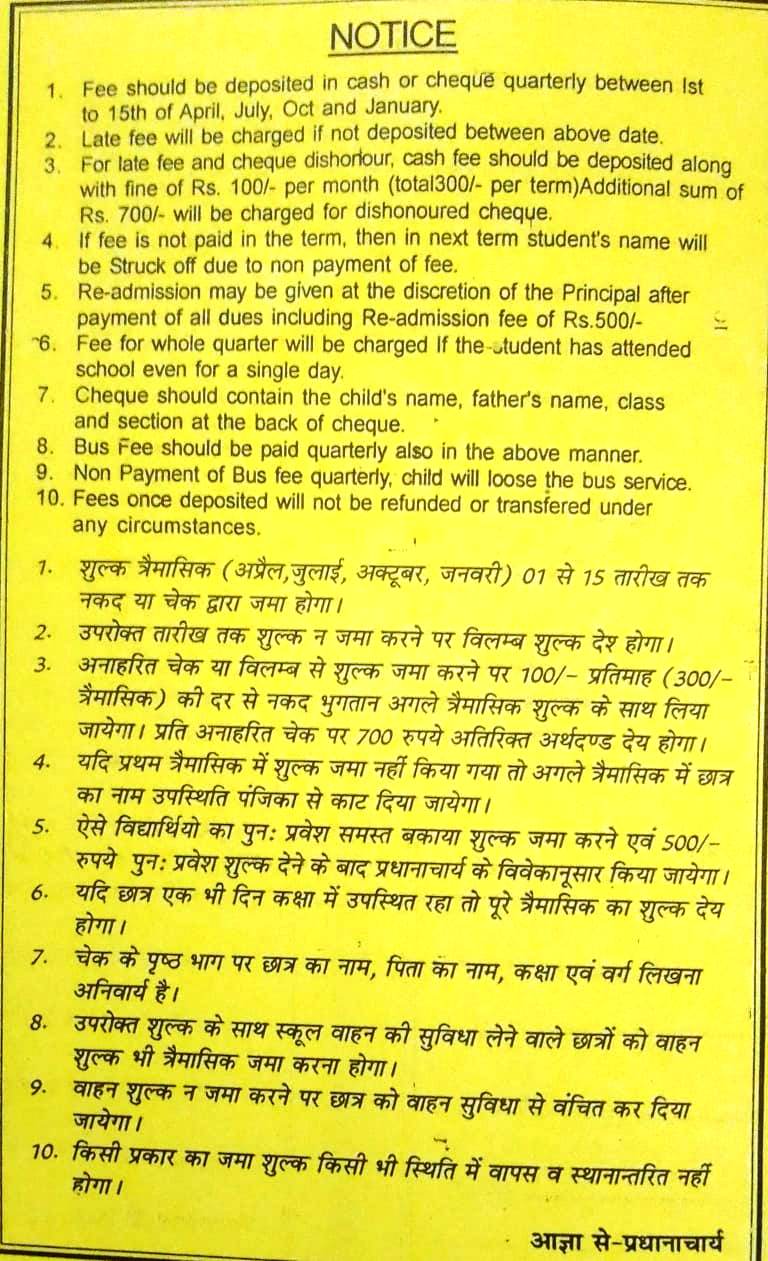 NOTICE
1. Fee should be deposited in cash or cheque quarterly between Ist
to 15th of April, July, Oct and January.
2. Late fee will be charged if not deposited between above date.
3. For late fee and cheque dishonour, cash fee should be deposited along
with fine of Rs. 100/- per month (total300/- per term)Additional sum of
Rs. 700/- will be charged for dishonoured cheque.
4. If fee is not paid in the term, then in next term student's name will
be Struck off due to non payment of fee.
5. Re-admission may be given at the discretion of the Principal after
payment of all dues including Re-admission fee of Rs.500/-
6. Fee for whole quarter will be charged If the student has attended
school even for a single day.
7. Cheque should contain the child's name, father's name, class
and section at the back of cheque.
8. Bus Fee should be paid quarterly also in the above manner.
9. Non Payment of Bus fee quarterly, child will loose the bus service.
10. Fees once deposited will not be refunded or transfered under
any circumstances.
1. शुल्क त्रैमासिक (अप्रैल,जुलाई, अक्टूबर, जनवरी) 01 से 15 तारीख तक
नकद या चेक द्वारा जमा होगा।
2. उपरोक्त तारीख तक शुल्क न जमा करने पर विलम्ब शुल्क देश होगा।
3. अनाहरित चेक या विलम्ब से शुल्क जमा करने पर 100/- प्रतिमाह (300/-
त्रैमासिक) की दर से नकद भुगतान अगले त्रैमासिक शुल्क के साथ लिया
जायेगा। प्रति अनाहरित चेक पर 700 रुपये अतिरिक्त अर्थदण्ड देय होगा।
4. यदि प्रथम त्रैमासिक में शुल्क जमा नहीं किया गया तो अगले त्रैमासिक में छात्र
का नाम उपस्थिति पंजिका से काट दिया जायेगा।
5. ऐसे विद्यार्थियो का पुनः प्रवेश समस्त बकाया शुल्क जमा करने एवं 500/-
रुपये पुनः प्रवेश शुल्क देने के बाद प्रधानाचार्य के विवेकानूसार किया जायेगा।
6. यदि छात्र एक भी दिन कक्षा में उपस्थित रहा तो पूरे त्रैमासिक का शुल्क देय
होगा।
7. चेक के पृष्ठ भाग पर छात्र का नाम, पिता का नाम, कक्षा एवं वर्ग लिखना
अनिवार्य है।
8. उपरोक्त शुल्क के साथ स्कूल वाहन की सुविधा लेने वाले छात्रों को वाहन
शुल्क भी त्रैमासिक जमा करना होगा।
9. वाहन शुल्क न जमा करने पर छात्र को वाहन सुविधा से वंचित कर दिया
जायेगा।
10. किसी प्रकार का जमा शुल्क किसी भी स्थिति में वापस व स्थानान्तरित नहीं
होगा।
आज्ञा से-प्रधानाचार्य